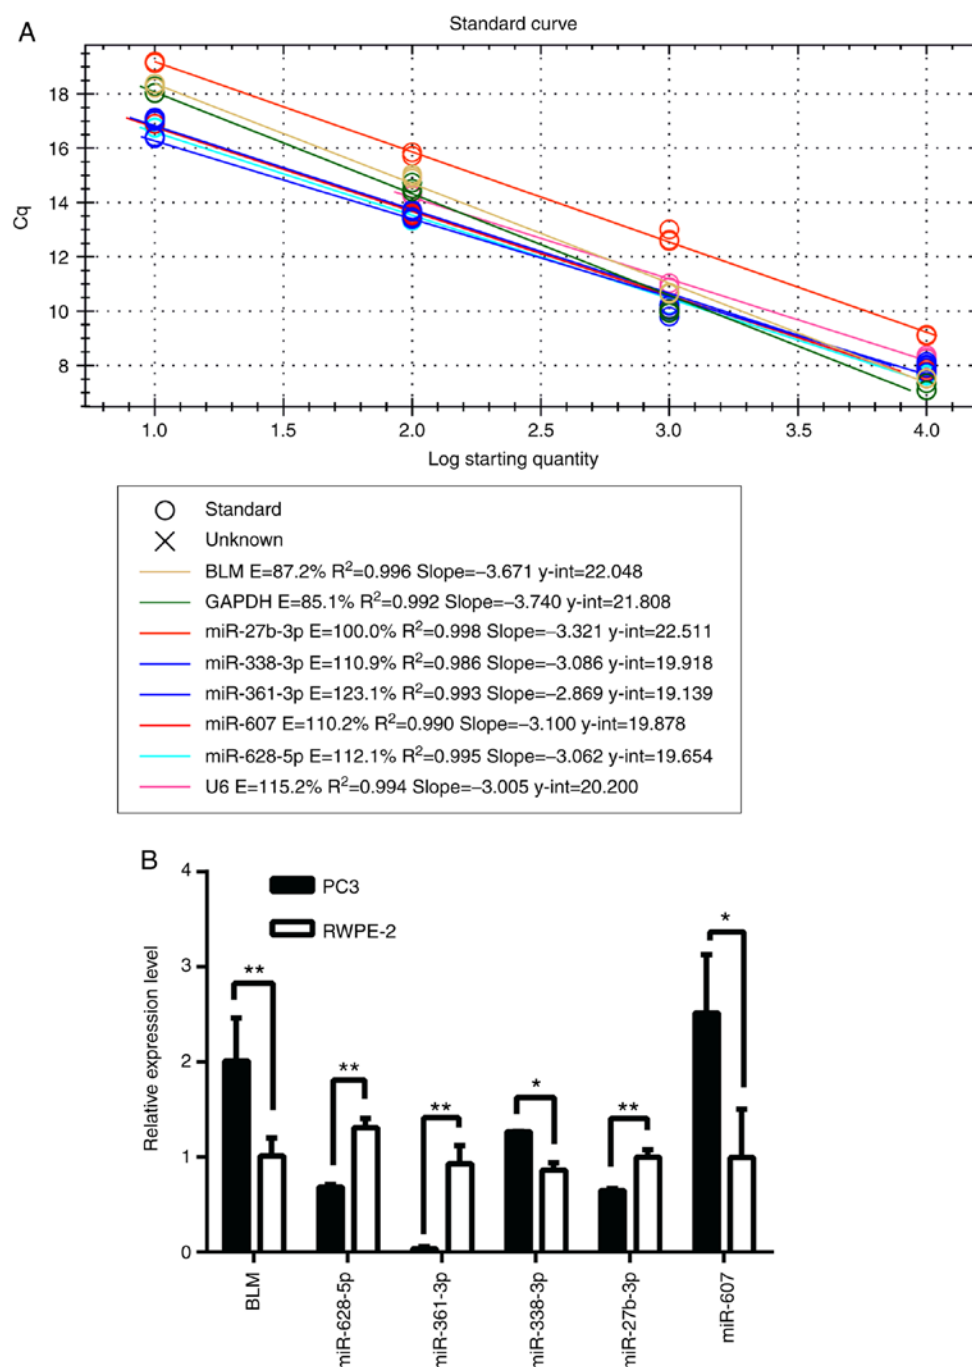 A
Standard curve
Cq
18
16
14
12
10
8
1.0 1.5 2.0 2.5 3.0 3.5 4.0
Log starting quantity
Standard
Unknown
BLM E=87.2% R²=0.996 Slope=−3.671 y-int=22.048
GAPDH E=85.1% R²=0.992 Slope=−3.740 y-int=21.808
miR-27b-3p E=100.0% R²=0.998 Slope=−3.321 y-int=22.511
miR-338-3p E=110.9% R²=0.986 Slope=−3.086 y-int=19.918
miR-361-3p E=123.1% R²=0.993 Slope=−2.869 y-int=19.139
miR-607 E=110.2% R²=0.990 Slope=−3.100 y-int=19.878
miR-628-5p E=112.1% R²=0.995 Slope=−3.062 y-int=19.654
U6 E=115.2% R²=0.994 Slope=−3.005 y-int=20.200
B
Relative expression level
4
3
2
1
0
PC3
RWPE-2
**
**
**
*
**
*
BLM
miR-628-5p
miR-361-3p
miR-338-3p
miR-27b-3p
miR-607